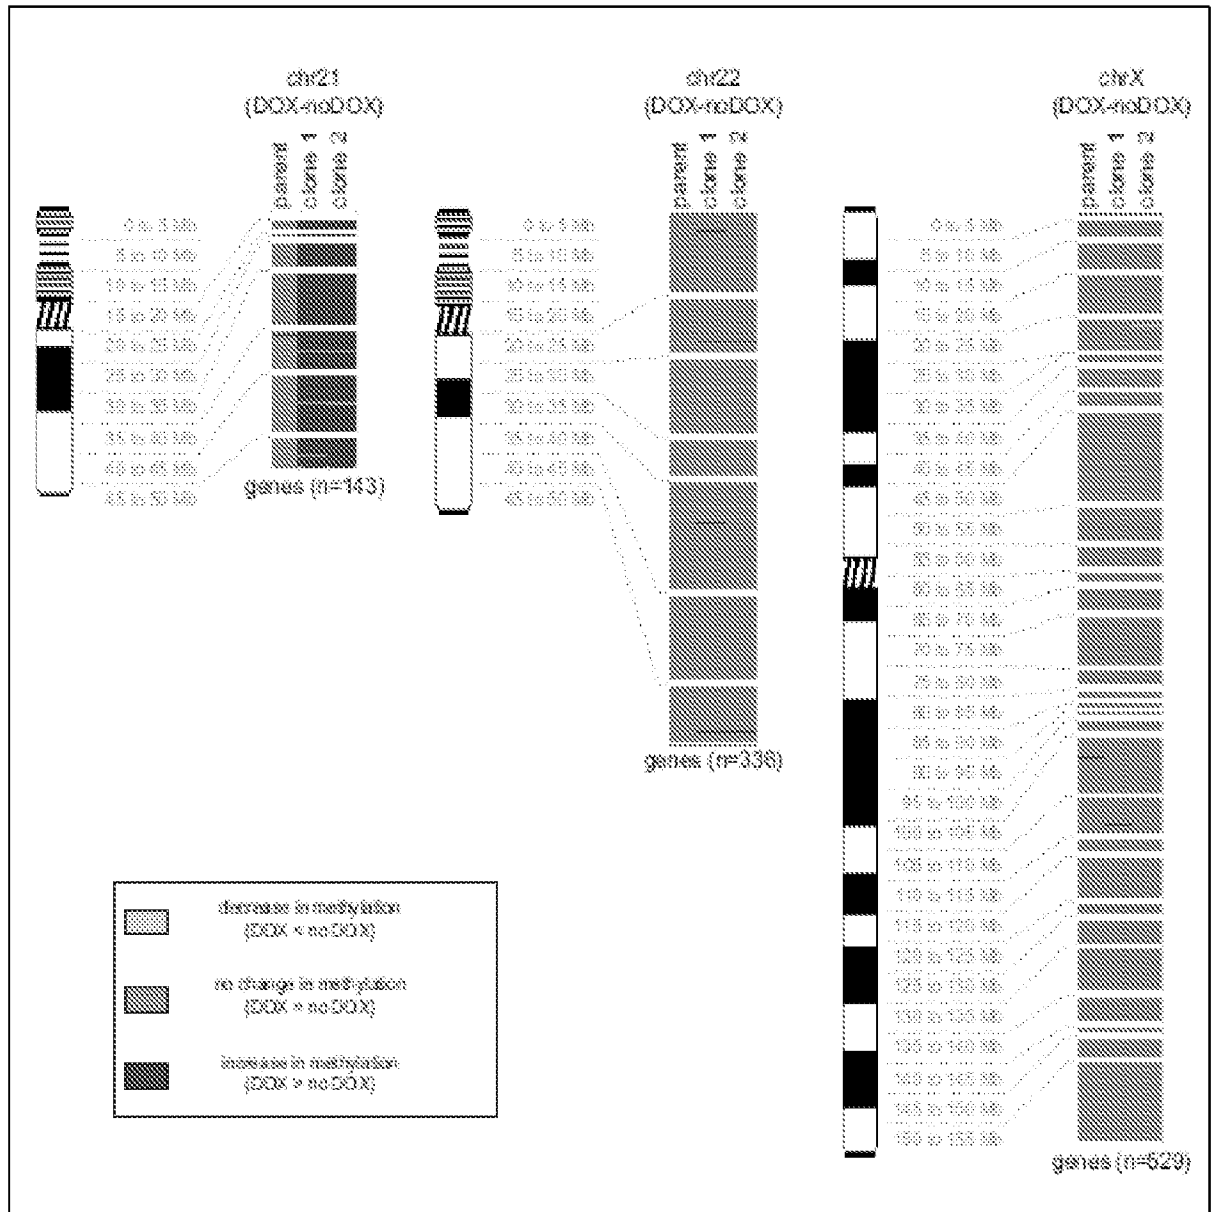 chr21
(DOX-noDOX)
parent
clone 1
clone 2
0 to 5 Mb
5 to 10 Mb
10 to 15 Mb
15 to 20 Mb
20 to 25 Mb
25 to 30 Mb
30 to 35 Mb
35 to 40 Mb
40 to 45 Mb
45 to 50 Mb
genes (n=143)
chr22
(DOX-noDOX)
parent
clone 1
clone 2
0 to 5 Mb
5 to 10 Mb
10 to 15 Mb
15 to 20 Mb
20 to 25 Mb
25 to 30 Mb
30 to 35 Mb
35 to 40 Mb
40 to 45 Mb
45 to 50 Mb
genes (n=336)
chrX
(DOX-noDOX)
parent
clone 1
clone 2
0 to 5 Mb
5 to 10 Mb
10 to 15 Mb
15 to 20 Mb
20 to 25 Mb
25 to 30 Mb
30 to 35 Mb
35 to 40 Mb
40 to 45 Mb
45 to 50 Mb
50 to 55 Mb
55 to 60 Mb
60 to 65 Mb
65 to 70 Mb
70 to 75 Mb
75 to 80 Mb
80 to 85 Mb
85 to 90 Mb
90 to 95 Mb
95 to 100 Mb
100 to 105 Mb
105 to 110 Mb
110 to 115 Mb
115 to 120 Mb
120 to 125 Mb
125 to 130 Mb
130 to 135 Mb
135 to 140 Mb
140 to 145 Mb
145 to 150 Mb
150 to 155 Mb
genes (n=529)
decrease in methylation
(DOX < noDOX)
no change in methylation
(DOX = noDOX)
increase in methylation
(DOX > noDOX)